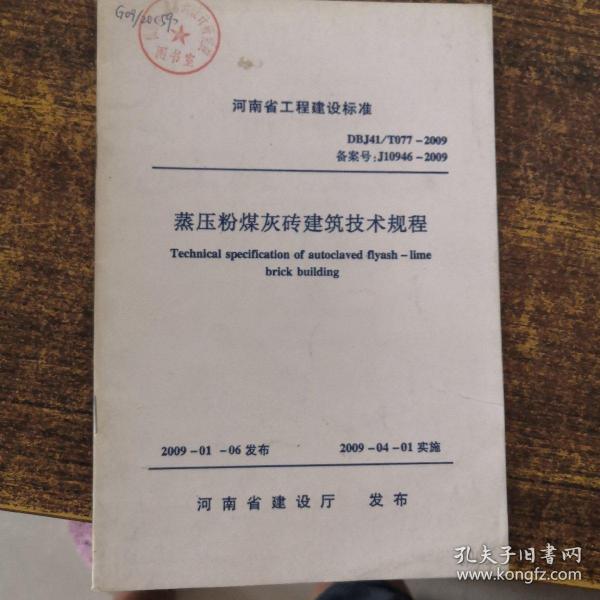 图书室
河南省工程建设标准
DBJ41/T077-2009
备案号:J10946-2009
蒸压粉煤灰砖建筑技术规程
Technical specification of autoclaved flyash-lime
brick building
2009-01-06发布 2009-04-01实施
河南省建设厅 发布
孔夫子旧书网
www.kongfz.com